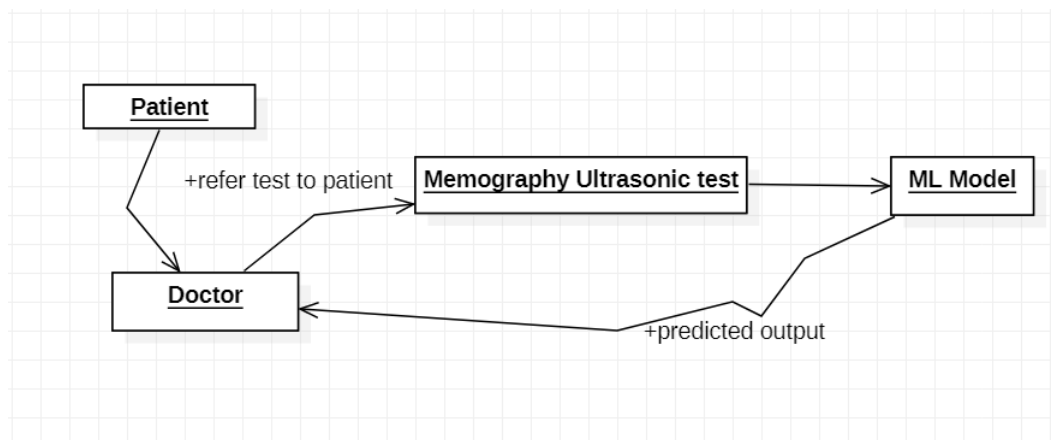 Patient
+refer test to patient
Memography Ultrasonic test
ML Model
Doctor
+predicted output